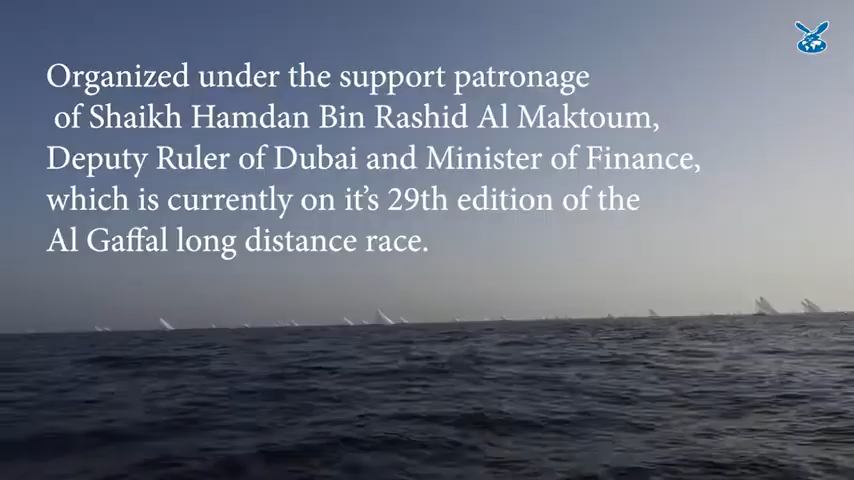 Organized under the support patronage
of Shaikh Hamdan Bin Rashid Al Maktoum,
Deputy Ruler of Dubai and Minister of Finance,
which is currently on it’s 29th edition of the
Al Gaffal long distance race.